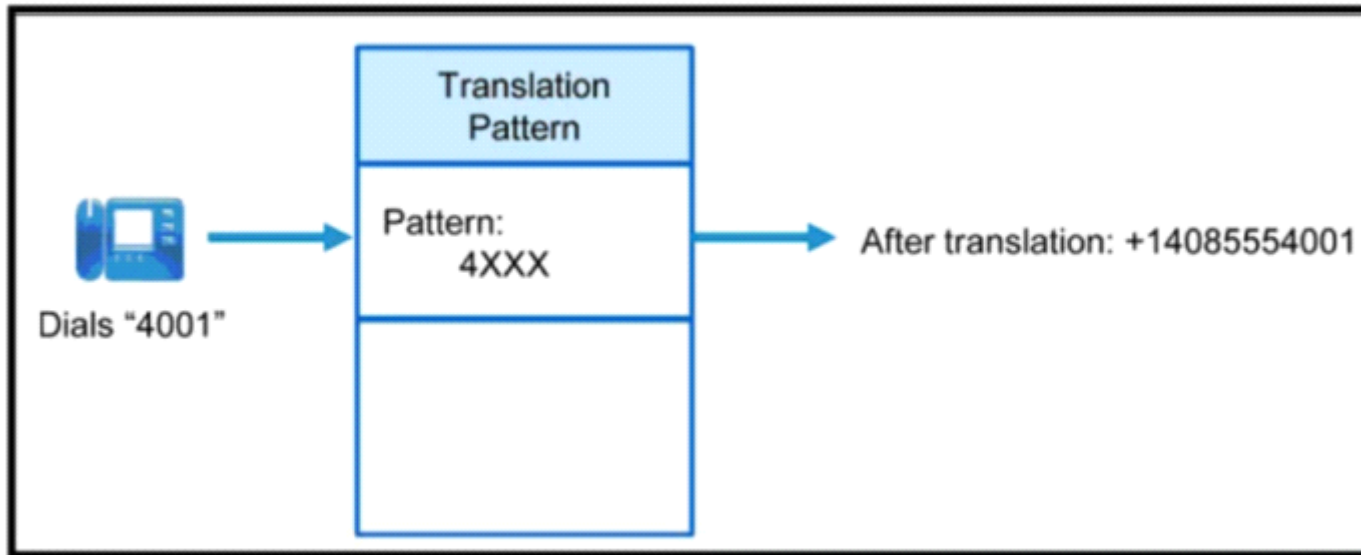 Translation
Pattern
Pattern:
4XXX
Dials “4001”
After translation: +14085554001